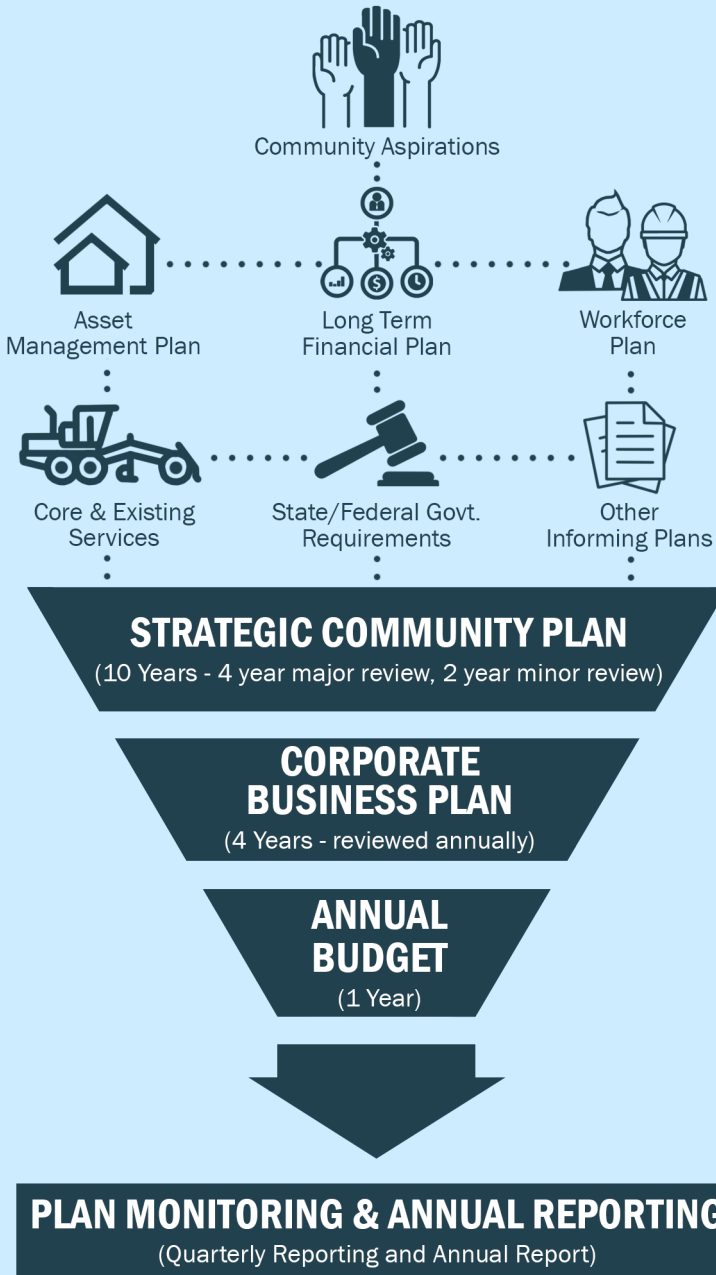 Community Aspirations
Asset
Management Plan
Long Term
Financial Plan
Workforce
Plan
Core & Existing
Services
State/Federal Govt.
Requirements
Other
Informing Plans
STRATEGIC COMMUNITY PLAN
(10 Years - 4 year major review, 2 year minor review)
CORPORATE
BUSINESS PLAN
(4 Years - reviewed annually)
ANNUAL
BUDGET
(1 Year)
PLAN MONITORING & ANNUAL REPORTING
(Quarterly Reporting and Annual Report)